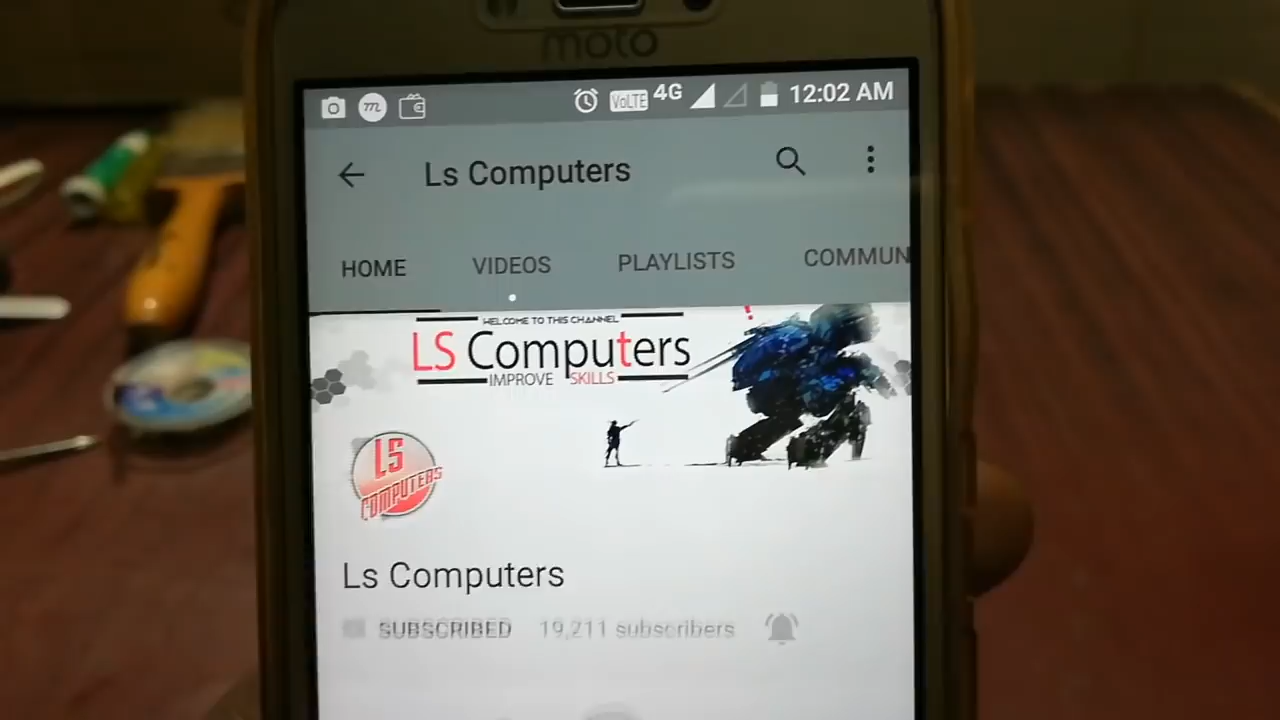 moto
m VoLTE 4G 12:02 AM
Ls Computers
HOME VIDEOS PLAYLISTS COMMUN
WELCOME TO THIS CHANNEL
LS Computers
IMPROVE SKILLS
LS
COMPUTERS
Ls Computers
SUBSCRIBED 19,211 subscribers